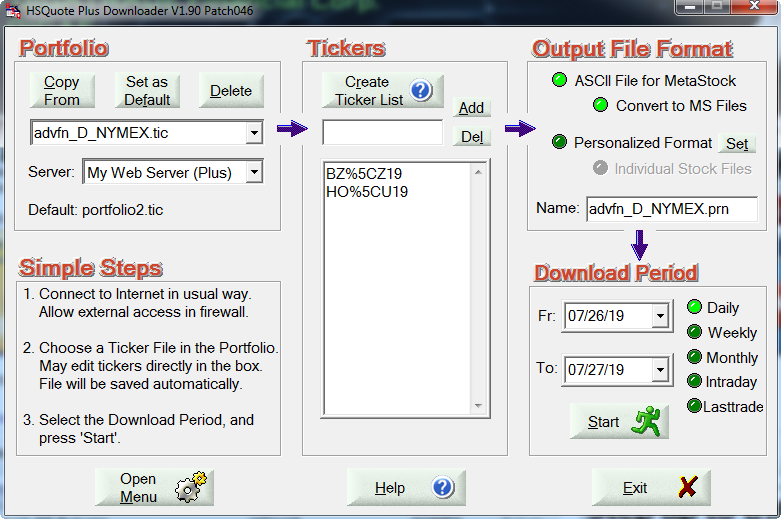 HSQuote Plus Downloader V1.90 Patch046
Portfolio
Copy From
Set as Default
Delete
advfn_D_NYMEX.tic
Server: My Web Server (Plus)
Default: portfolio2.tic
Tickers
Create Ticker List
Add
Del
BZ%5CZ19
HO%5CU19
Output File Format
ASCII File for MetaStock
Convert to MS Files
Personalized Format Set
Individual Stock Files
Name: advfn_D_NYMEX.prn
Simple Steps
1. Connect to Internet in usual way.
Allow external access in firewall.
2. Choose a Ticker File in the Portfolio.
May edit tickers directly in the box.
File will be saved automatically.
3. Select the Download Period, and
press 'Start'.
Download Period
Fr: 07/26/19
To: 07/27/19
Daily
Weekly
Monthly
Intraday
Lasttrade
Start
Open Menu
Help
Exit